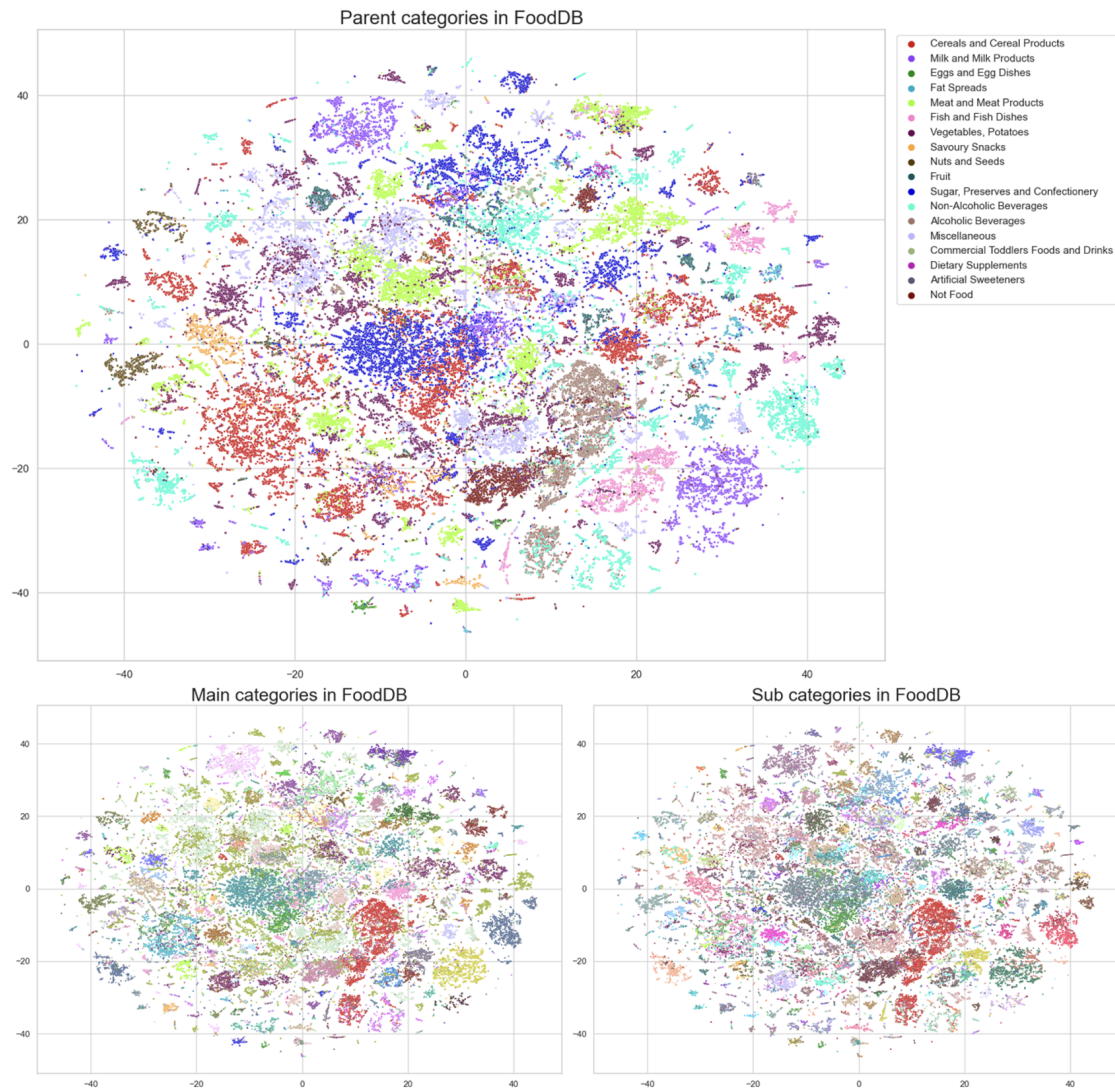 Parent categories in FoodDB
40
20
0
−20
−40
−40 −20 0 20 40
Cereals and Cereal Products
Milk and Milk Products
Eggs and Egg Dishes
Fat Spreads
Meat and Meat Products
Fish and Fish Dishes
Vegetables, Potatoes
Savoury Snacks
Nuts and Seeds
Fruit
Sugar, Preserves and Confectionery
Non-Alcoholic Beverages
Alcoholic Beverages
Miscellaneous
Commercial Toddlers Foods and Drinks
Dietary Supplements
Artificial Sweeteners
Not Food
Main categories in FoodDB
40
20
0
−20
−40
−40 −20 0 20 40
Sub categories in FoodDB
40
20
0
−20
−40
−40 −20 0 20 40